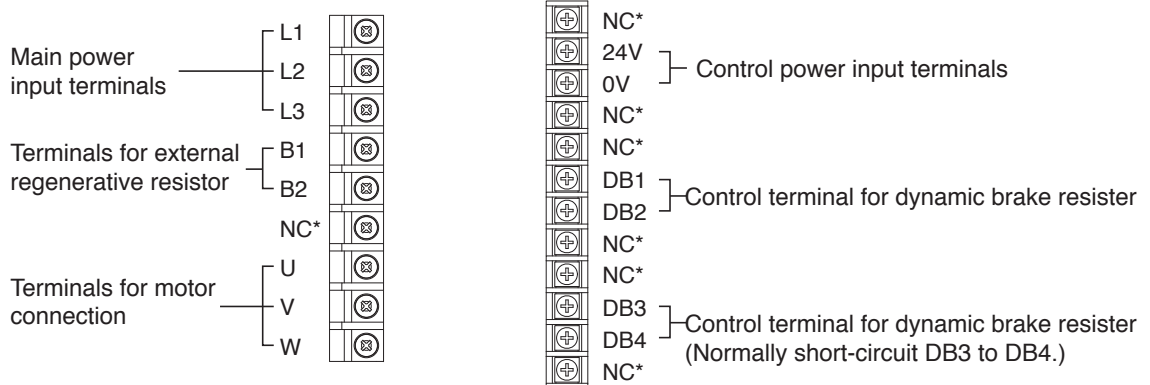 Main power
input terminals
L1
L2
L3
Terminals for external
regenerative resistor
B1
B2
NC*
Terminals for motor
connection
U
V
W
NC*
24V
0V
Control power input terminals
NC*
NC*
DB1
DB2
Control terminal for dynamic brake resister
NC*
NC*
DB3
DB4
Control terminal for dynamic brake resister
(Normally short-circuit DB3 to DB4.)
NC*